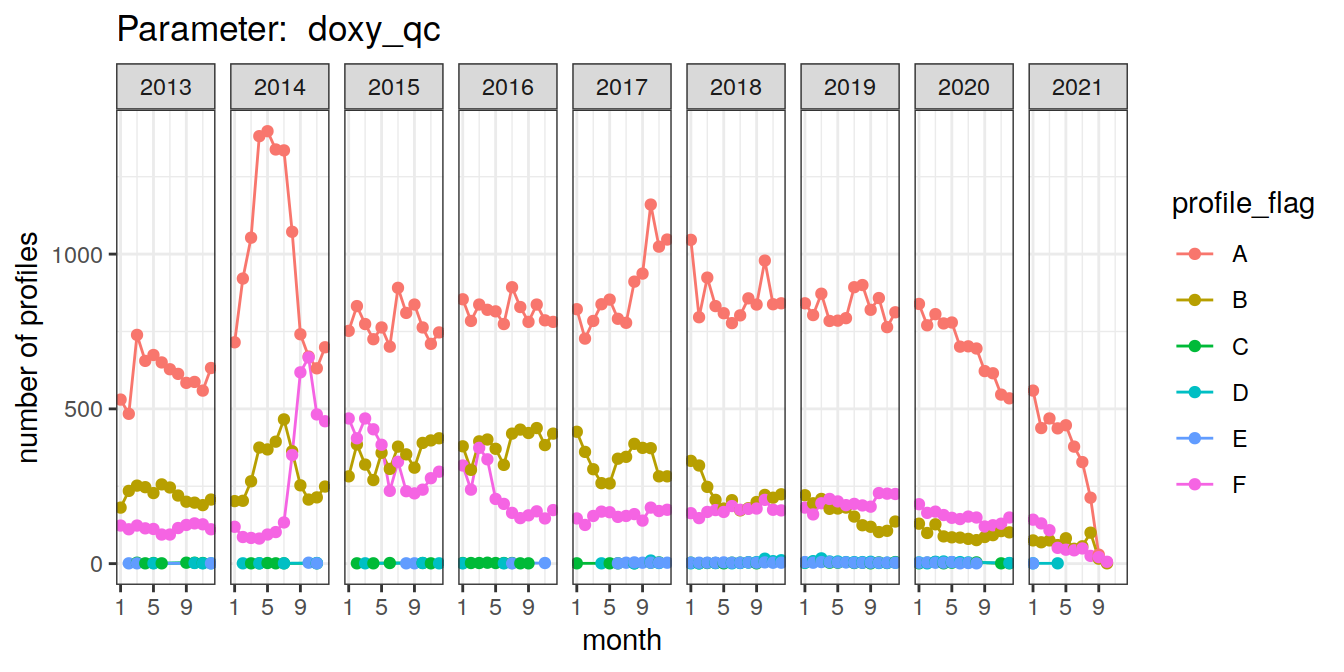 Parameter:  doxy_qc
2013 2014 2015 2016 2017 2018 2019 2020 2021
number of profiles
1000
500
0
1 5 9 1 5 9 1 5 9 1 5 9 1 5 9 1 5 9 1 5 9 1 5 9 1 5 9
month
profile_flag
A
B
C
D
E
F